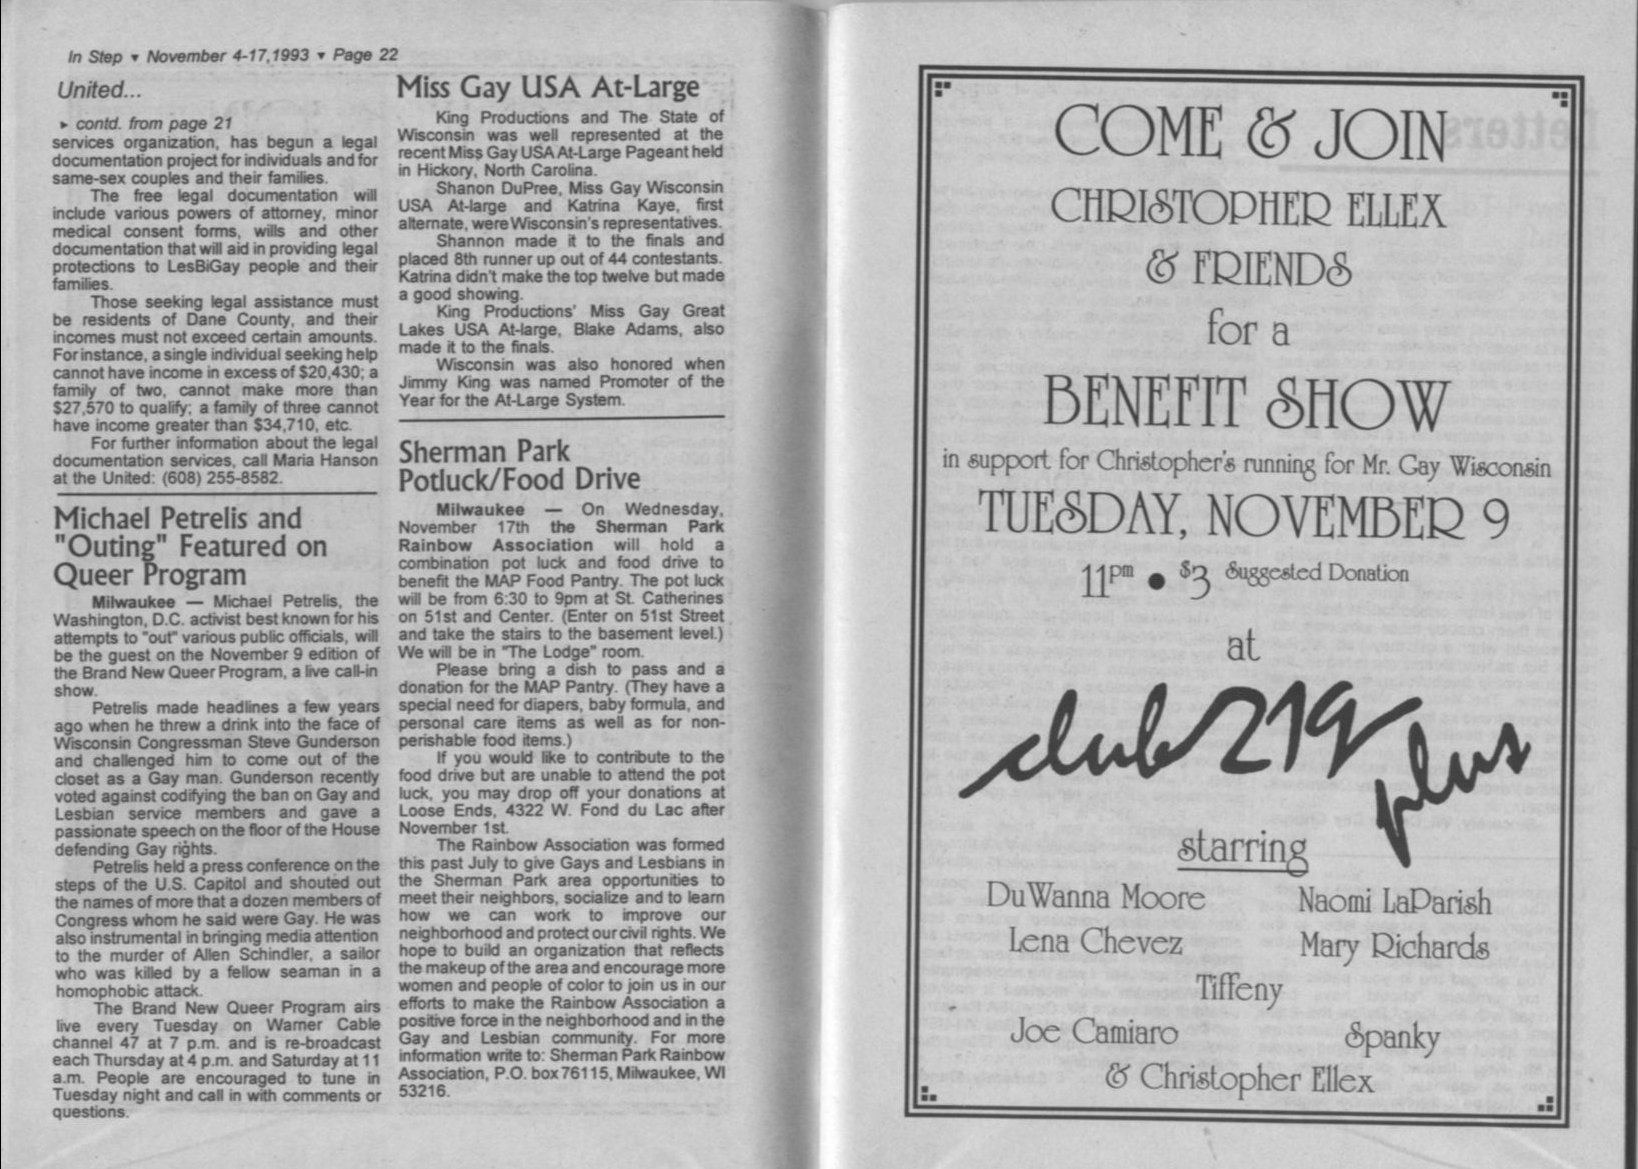 In Step ▾ November 4-17,1993 ▾ Page 22
United...
▸ contd. from page 21
services organization, has begun a legal
documentation project for individuals and for
same-sex couples and their families.
The free legal documentation will
include various powers of attorney, minor
medical consent forms, wills and other
documentation that will aid in providing legal
protections to LesBiGay people and their
families.
Those seeking legal assistance must
be residents of Dane County, and their
incomes must not exceed certain amounts.
For instance, a single individual seeking help
cannot have income in excess of $20,430; a
family of two, cannot make more than
$27,570 to qualify; a family of three cannot
have income greater than $34,710, etc.
For further information about the legal
documentation services, call Maria Hanson
at the United: (608) 255-8582.
Michael Petrelis and
"Outing" Featured on
Queer Program
Milwaukee — Michael Petrelis, the
Washington, D.C. activist best known for his
attempts to "out" various public officials, will
be the guest on the November 9 edition of
the Brand New Queer Program, a live call-in
show.
Petrelis made headlines a few years
ago when he threw a drink into the face of
Wisconsin Congressman Steve Gunderson
and challenged him to come out of the
closet as a Gay man. Gunderson recently
voted against codifying the ban on Gay and
Lesbian service members and gave a
passionate speech on the floor of the House
defending Gay rights.
Petrelis held a press conference on the
steps of the U.S. Capitol and shouted out
the names of more that a dozen members of
Congress whom he said were Gay. He was
also instrumental in bringing media attention
to the murder of Allen Schindler, a sailor
who was killed by a fellow seaman in a
homophobic attack.
The Brand New Queer Program airs
live every Tuesday on Warner Cable
channel 47 at 7 p.m. and is re-broadcast
each Thursday at 4 p.m. and Saturday at 11
a.m. People are encouraged to tune in
Tuesday night and call in with comments or
questions.
Miss Gay USA At-Large
King Productions and The State of
Wisconsin was well represented at the
recent Miss Gay USA At-Large Pageant held
in Hickory, North Carolina.
Shanon DuPree, Miss Gay Wisconsin
USA At-large and Katrina Kaye, first
alternate, were Wisconsin's representatives.
Shannon made it to the finals and
placed 8th runner up out of 44 contestants.
Katrina didn't make the top twelve but made
a good showing.
King Productions' Miss Gay Great
Lakes USA At-large, Blake Adams, also
made it to the finals.
Wisconsin was also honored when
Jimmy King was named Promoter of the
Year for the At-Large System.
Sherman Park
Potluck/Food Drive
Milwaukee — On Wednesday,
November 17th the Sherman Park
Rainbow Association will hold a
combination pot luck and food drive to
benefit the MAP Food Pantry. The pot luck
will be from 6:30 to 9pm at St. Catherines
on 51st and Center. (Enter on 51st Street
and take the stairs to the basement level.)
We will be in "The Lodge" room.
Please bring a dish to pass and a
donation for the MAP Pantry. (They have a
special need for diapers, baby formula, and
personal care items as well as for non-
perishable food items.)
If you would like to contribute to the
food drive but are unable to attend the pot
luck, you may drop off your donations at
Loose Ends, 4322 W. Fond du Lac after
November 1st.
The Rainbow Association was formed
this past July to give Gays and Lesbians in
the Sherman Park area opportunities to
meet their neighbors, socialize and to learn
how we can work to improve our
neighborhood and protect our civil rights. We
hope to build an organization that reflects
the makeup of the area and encourage more
women and people of color to join us in our
efforts to make the Rainbow Association a
positive force in the neighborhood and in the
Gay and Lesbian community. For more
information write to: Sherman Park Rainbow
Association, P.O. box 76115, Milwaukee, WI
53216.
COME & JOIN
CHRISTOPHER ELLEX
& FRIENDS
for a
BENEFIT SHOW
in support for Christopher's running for Mr. Gay Wisconsin
TUESDAY, NOVEMBER 9
11pm ● $3 Suggested Donation
at
club 219 plus
starring
DuWanna Moore Naomi LaParish
Lena Chevez Mary Richards
Tiffeny
Joe Camiaro Spanky
& Christopher Ellex